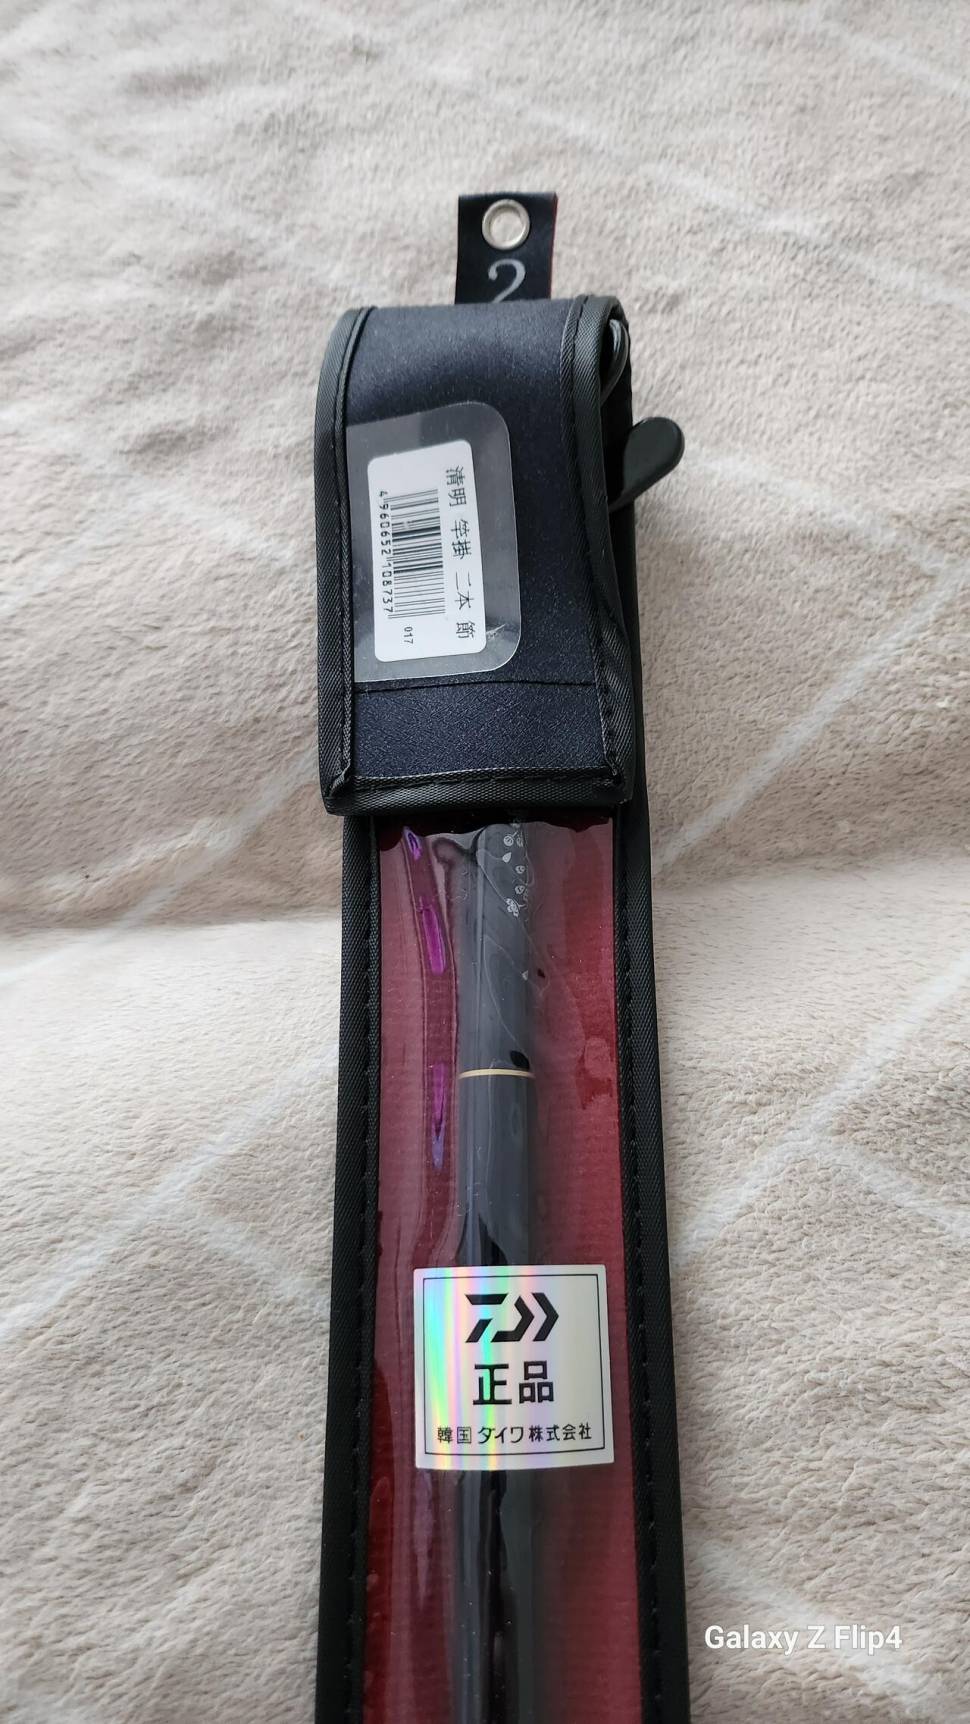 2
清明 竿掛 二本 節
4960652108737
017
正品
韓国ダイワ株式会社
Galaxy Z Flip4